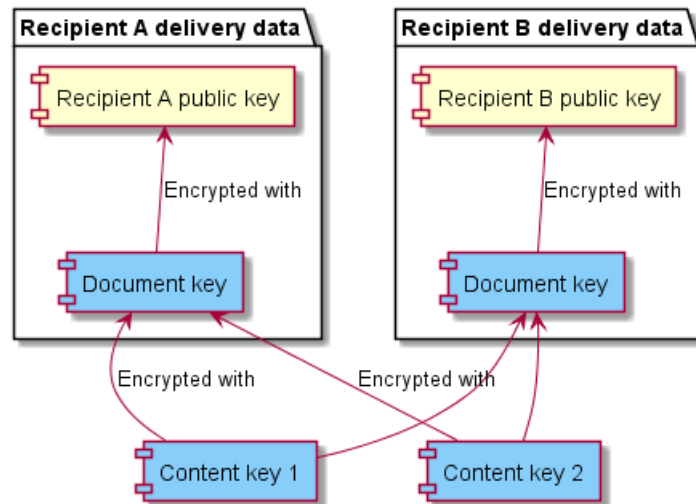 Recipient A delivery data
Recipient B delivery data
Recipient A public key
Recipient B public key
Encrypted with
Encrypted with
Document key
Document key
Encrypted with
Encrypted with
Content key 1
Content key 2